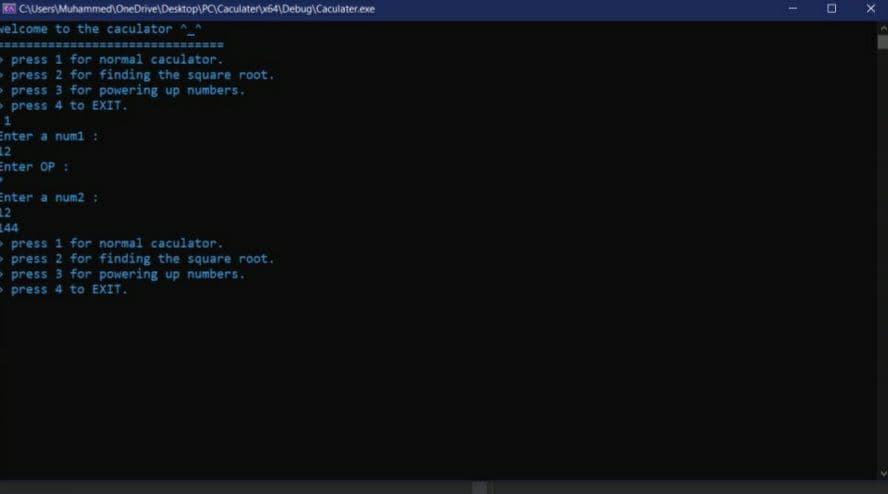 C:\Users\Muhammed\OneDrive\Desktop\PC\Caculater\x64\Debug\Caculater.exe
welcome to the caculator ^_^
================================
> press 1 for normal caculator.
> press 2 for finding the square root.
> press 3 for powering up numbers.
> press 4 to EXIT.
1
Enter a num1 :
12
Enter OP :
*
Enter a num2 :
12
144
> press 1 for normal caculator.
> press 2 for finding the square root.
> press 3 for powering up numbers.
> press 4 to EXIT.